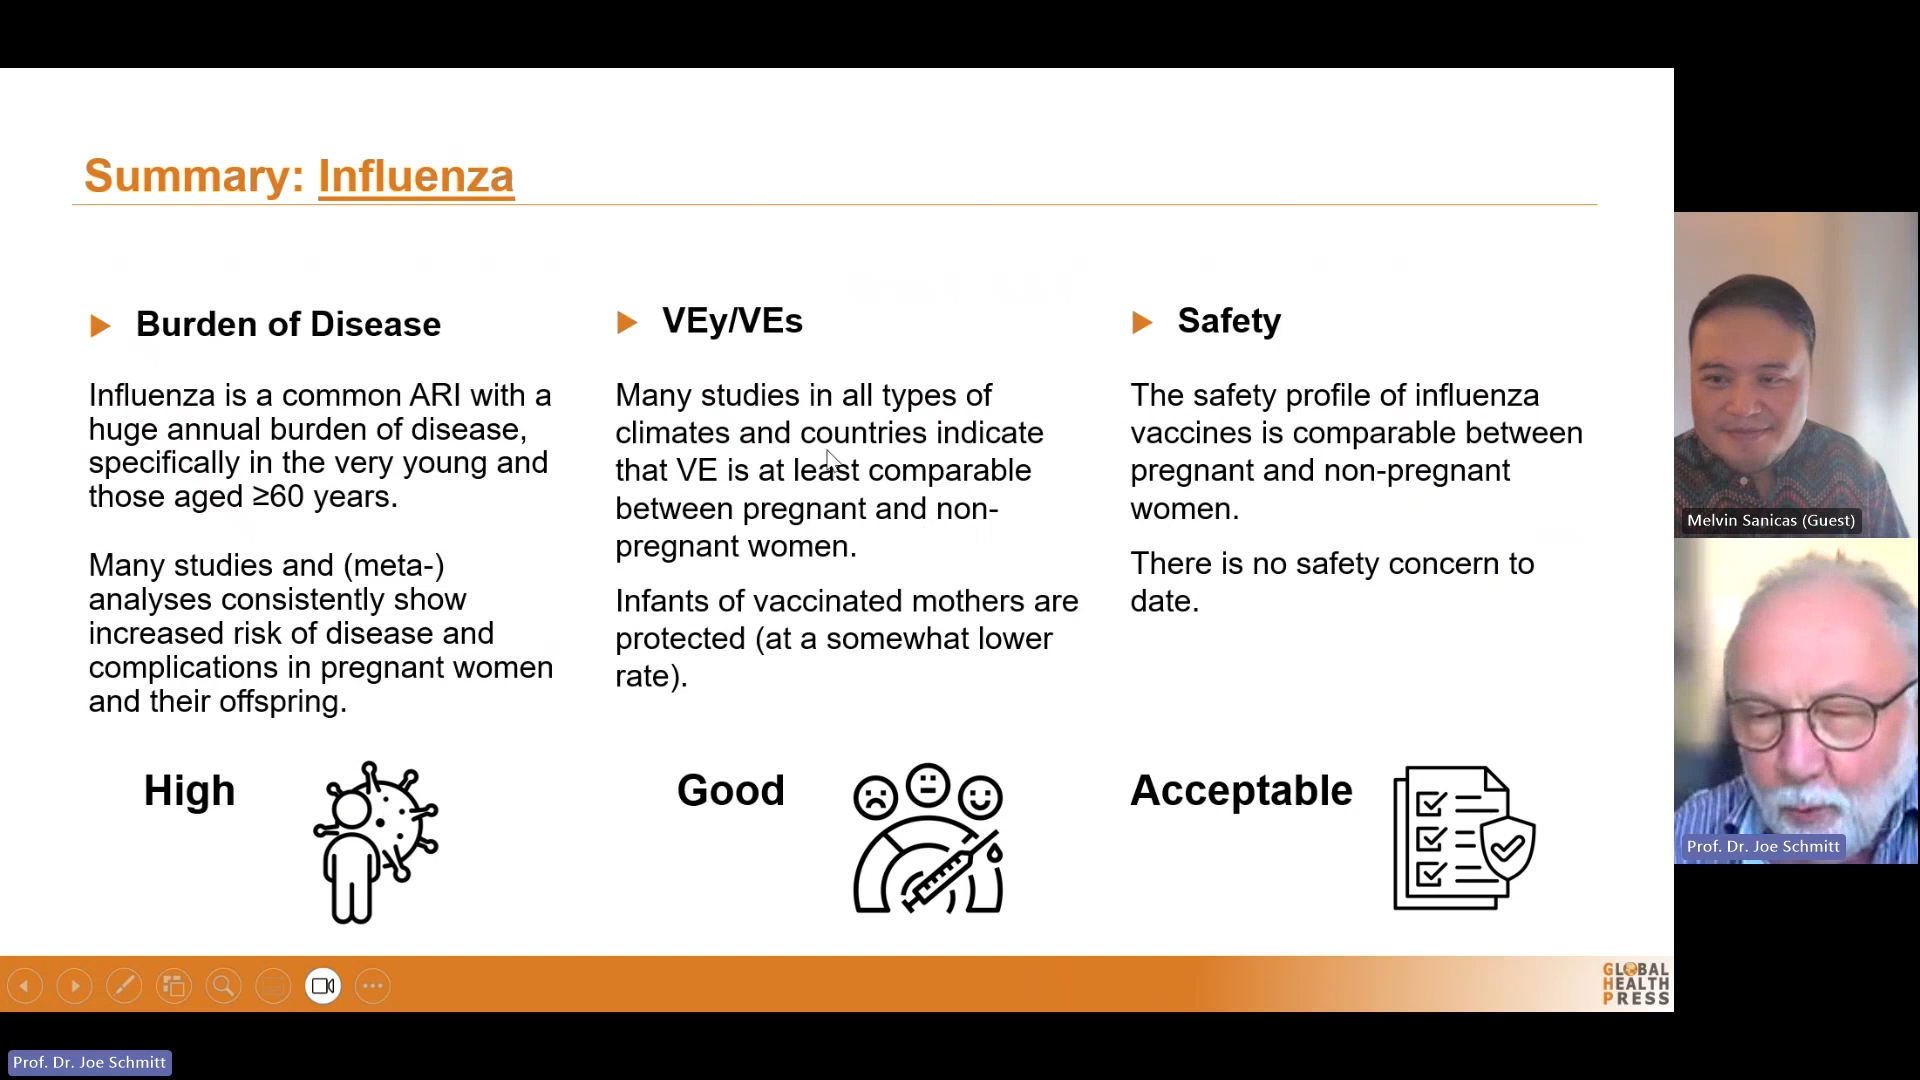 Summary: Influenza
Burden of Disease
Influenza is a common ARI with a
huge annual burden of disease,
specifically in the very young and
those aged ≥60 years.
Many studies and (meta-)
analyses consistently show
increased risk of disease and
complications in pregnant women
and their offspring.
High
VEy/VEs
Many studies in all types of
climates and countries indicate
that VE is at least comparable
between pregnant and non-
pregnant women.
Infants of vaccinated mothers are
protected (at a somewhat lower
rate).
Good
Safety
The safety profile of influenza
vaccines is comparable between
pregnant and non-pregnant
women.
There is no safety concern to
date.
Acceptable
Melvin Sanicas (Guest)
Prof. Dr. Joe Schmitt
GLOBAL
HEALTH
PRESS
Prof. Dr. Joe Schmitt